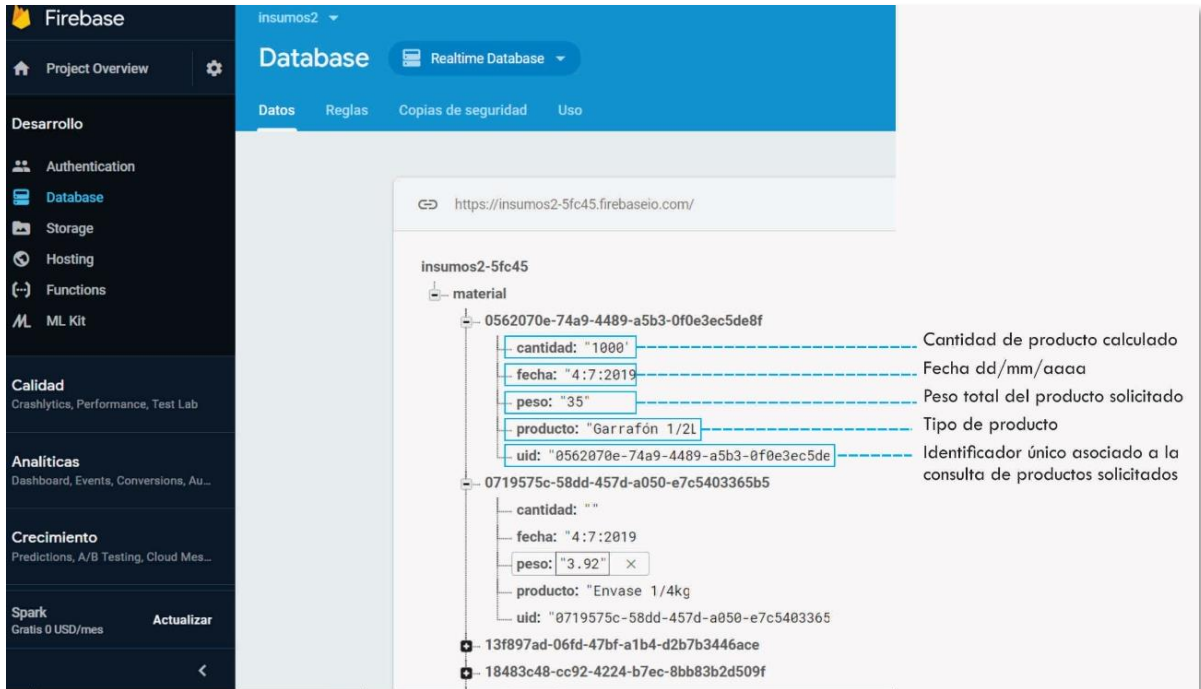 Firebase
Project Overview
Desarrollo
Authentication
Database
Storage
Hosting
Functions
ML Kit
Calidad
Crashlytics, Performance, Test Lab
Analíticas
Dashboard, Events, Conversions, Au...
Crecimiento
Predictions, A/B Testing, Cloud Mes...
Spark
Gratis 0 USD/mes
Actualizar
insumos2
Database
Realtime Database
Datos Reglas Copias de seguridad Uso
https://insumos2-5fc45.firebaseio.com/
insumos2-5fc45
material
0562070e-74a9-4489-a5b3-0f0e3ec5de8f
cantidad: "1000'
fecha: "4:7:2019
peso: "35"
producto: "Garrafón 1/2L
uid: "0562070e-74a9-4489-a5b3-0f0e3ec5de
0719575c-58dd-457d-a050-e7c5403365b5
cantidad: ""
fecha: "4:7:2019
peso: "3.92" ×
producto: "Envase 1/4kg
uid: "0719575c-58dd-457d-a050-e7c5403365
13f897ad-06fd-47bf-a1b4-d2b7b3446ace
18483c48-cc92-4224-b7ec-8bb83b2d509f
Cantidad de producto calculado
Fecha dd/mm/aaaa
Peso total del producto solicitado
Tipo de producto
Identificador único asociado a la
consulta de productos solicitados